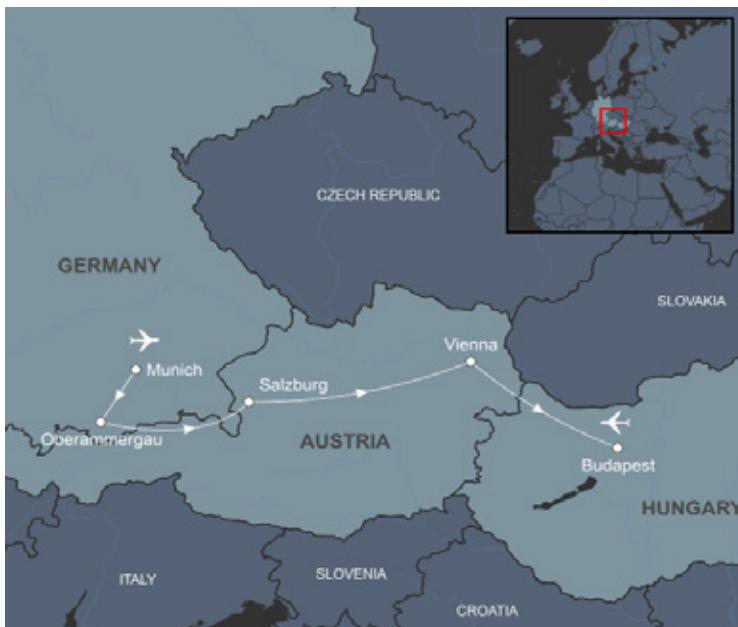 CZECH REPUBLIC
GERMANY
SLOVAKIA
Vienna
Munich
Salzburg
Oberammergau
AUSTRIA
Budapest
HUNGARY
ITALY
SLOVENIA
CROATIA